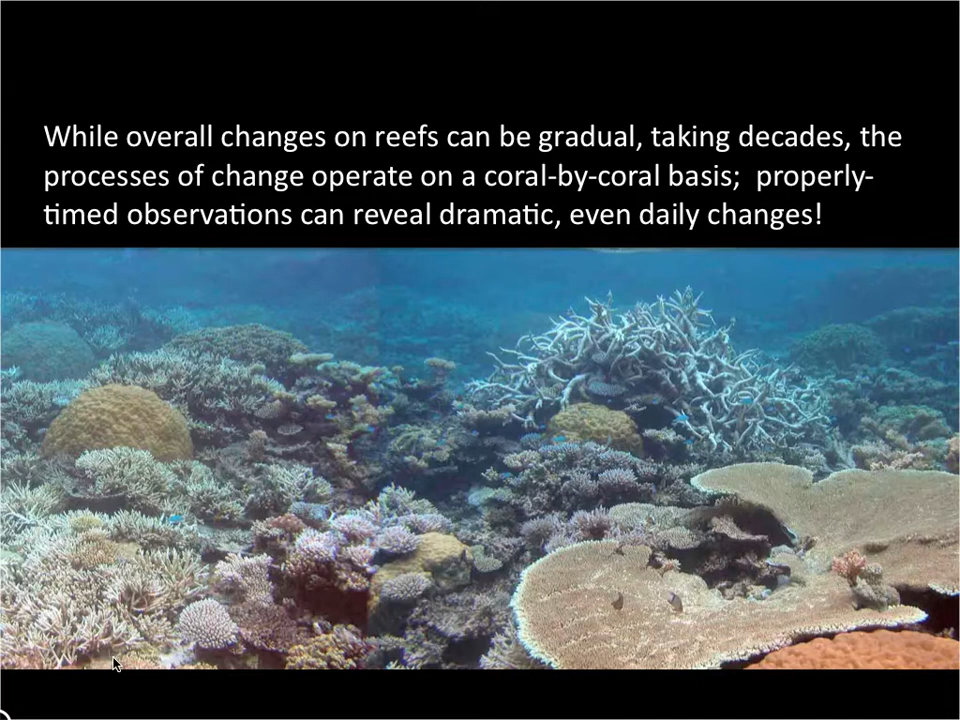 While overall changes on reefs can be gradual, taking decades, the
processes of change operate on a coral-by-coral basis;  properly-
timed observations can reveal dramatic, even daily changes!